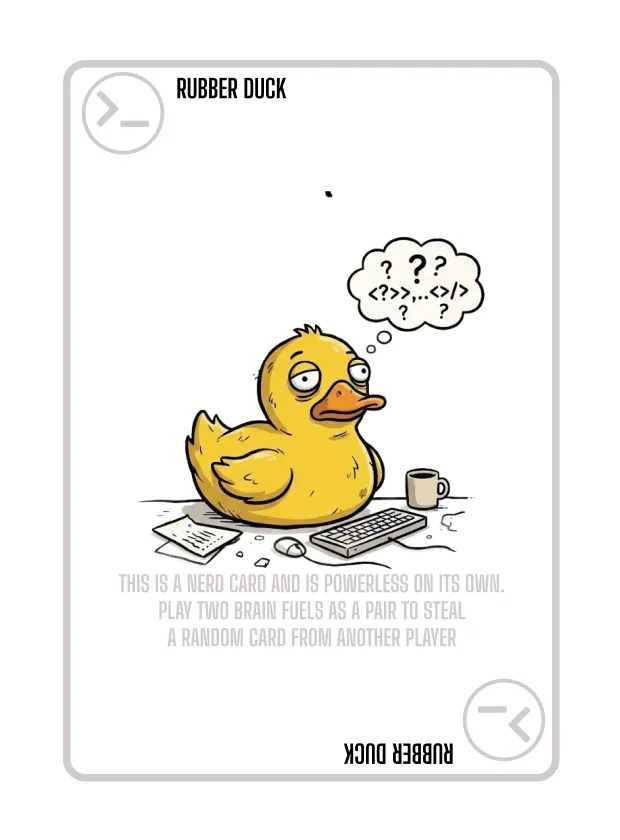 >_
RUBBER DUCK
? ? ?
<?>>,..<>/>
? ?
THIS IS A NERD CARD AND IS POWERLESS ON ITS OWN.
PLAY TWO BRAIN FUELS AS A PAIR TO STEAL
A RANDOM CARD FROM ANOTHER PLAYER
>_
RUBBER DUCK